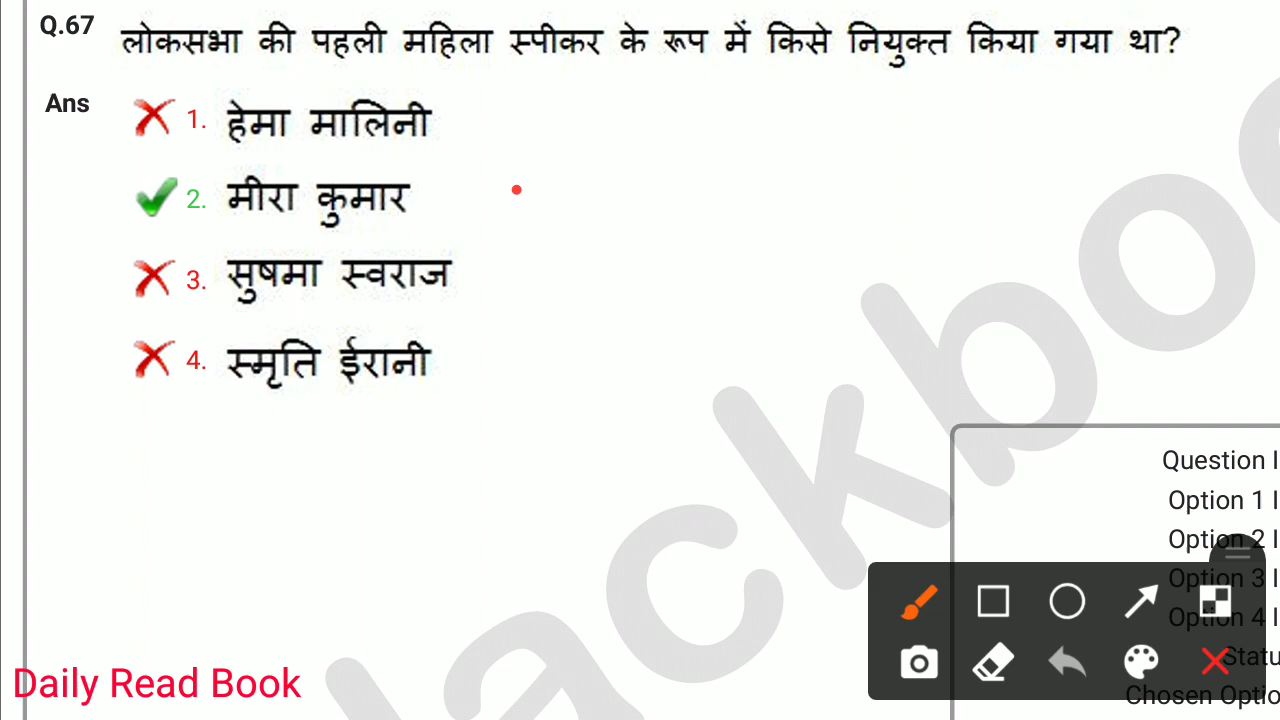 Q.67 लोकसभा की पहली महिला स्पीकर के रूप में किसे नियुक्त किया गया था?
Ans 1. हेमा मालिनी
2. मीरा कुमार
3. सुषमा स्वराज
4. स्मृति ईरानी
Question I
Option 1 I
Option 2 I
Option 3 I
Option 4 I
Statu
Chosen Optio
Daily Read Book
lackboo